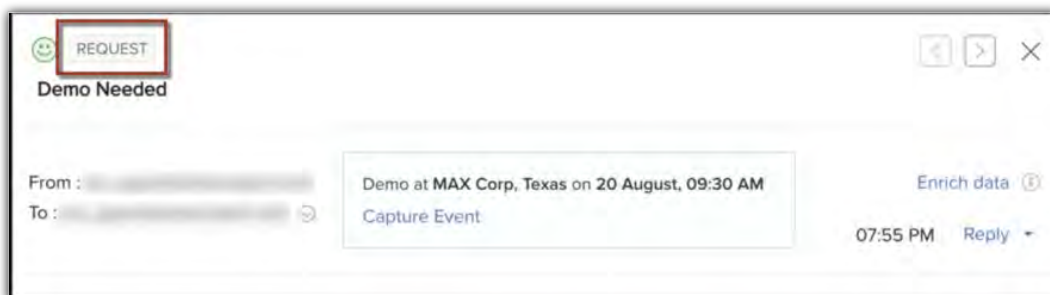 REQUEST
Demo Needed
From :
To :
Demo at MAX Corp, Texas on 20 August, 09:30 AM
Capture Event
Enrich data
07:55 PM Reply